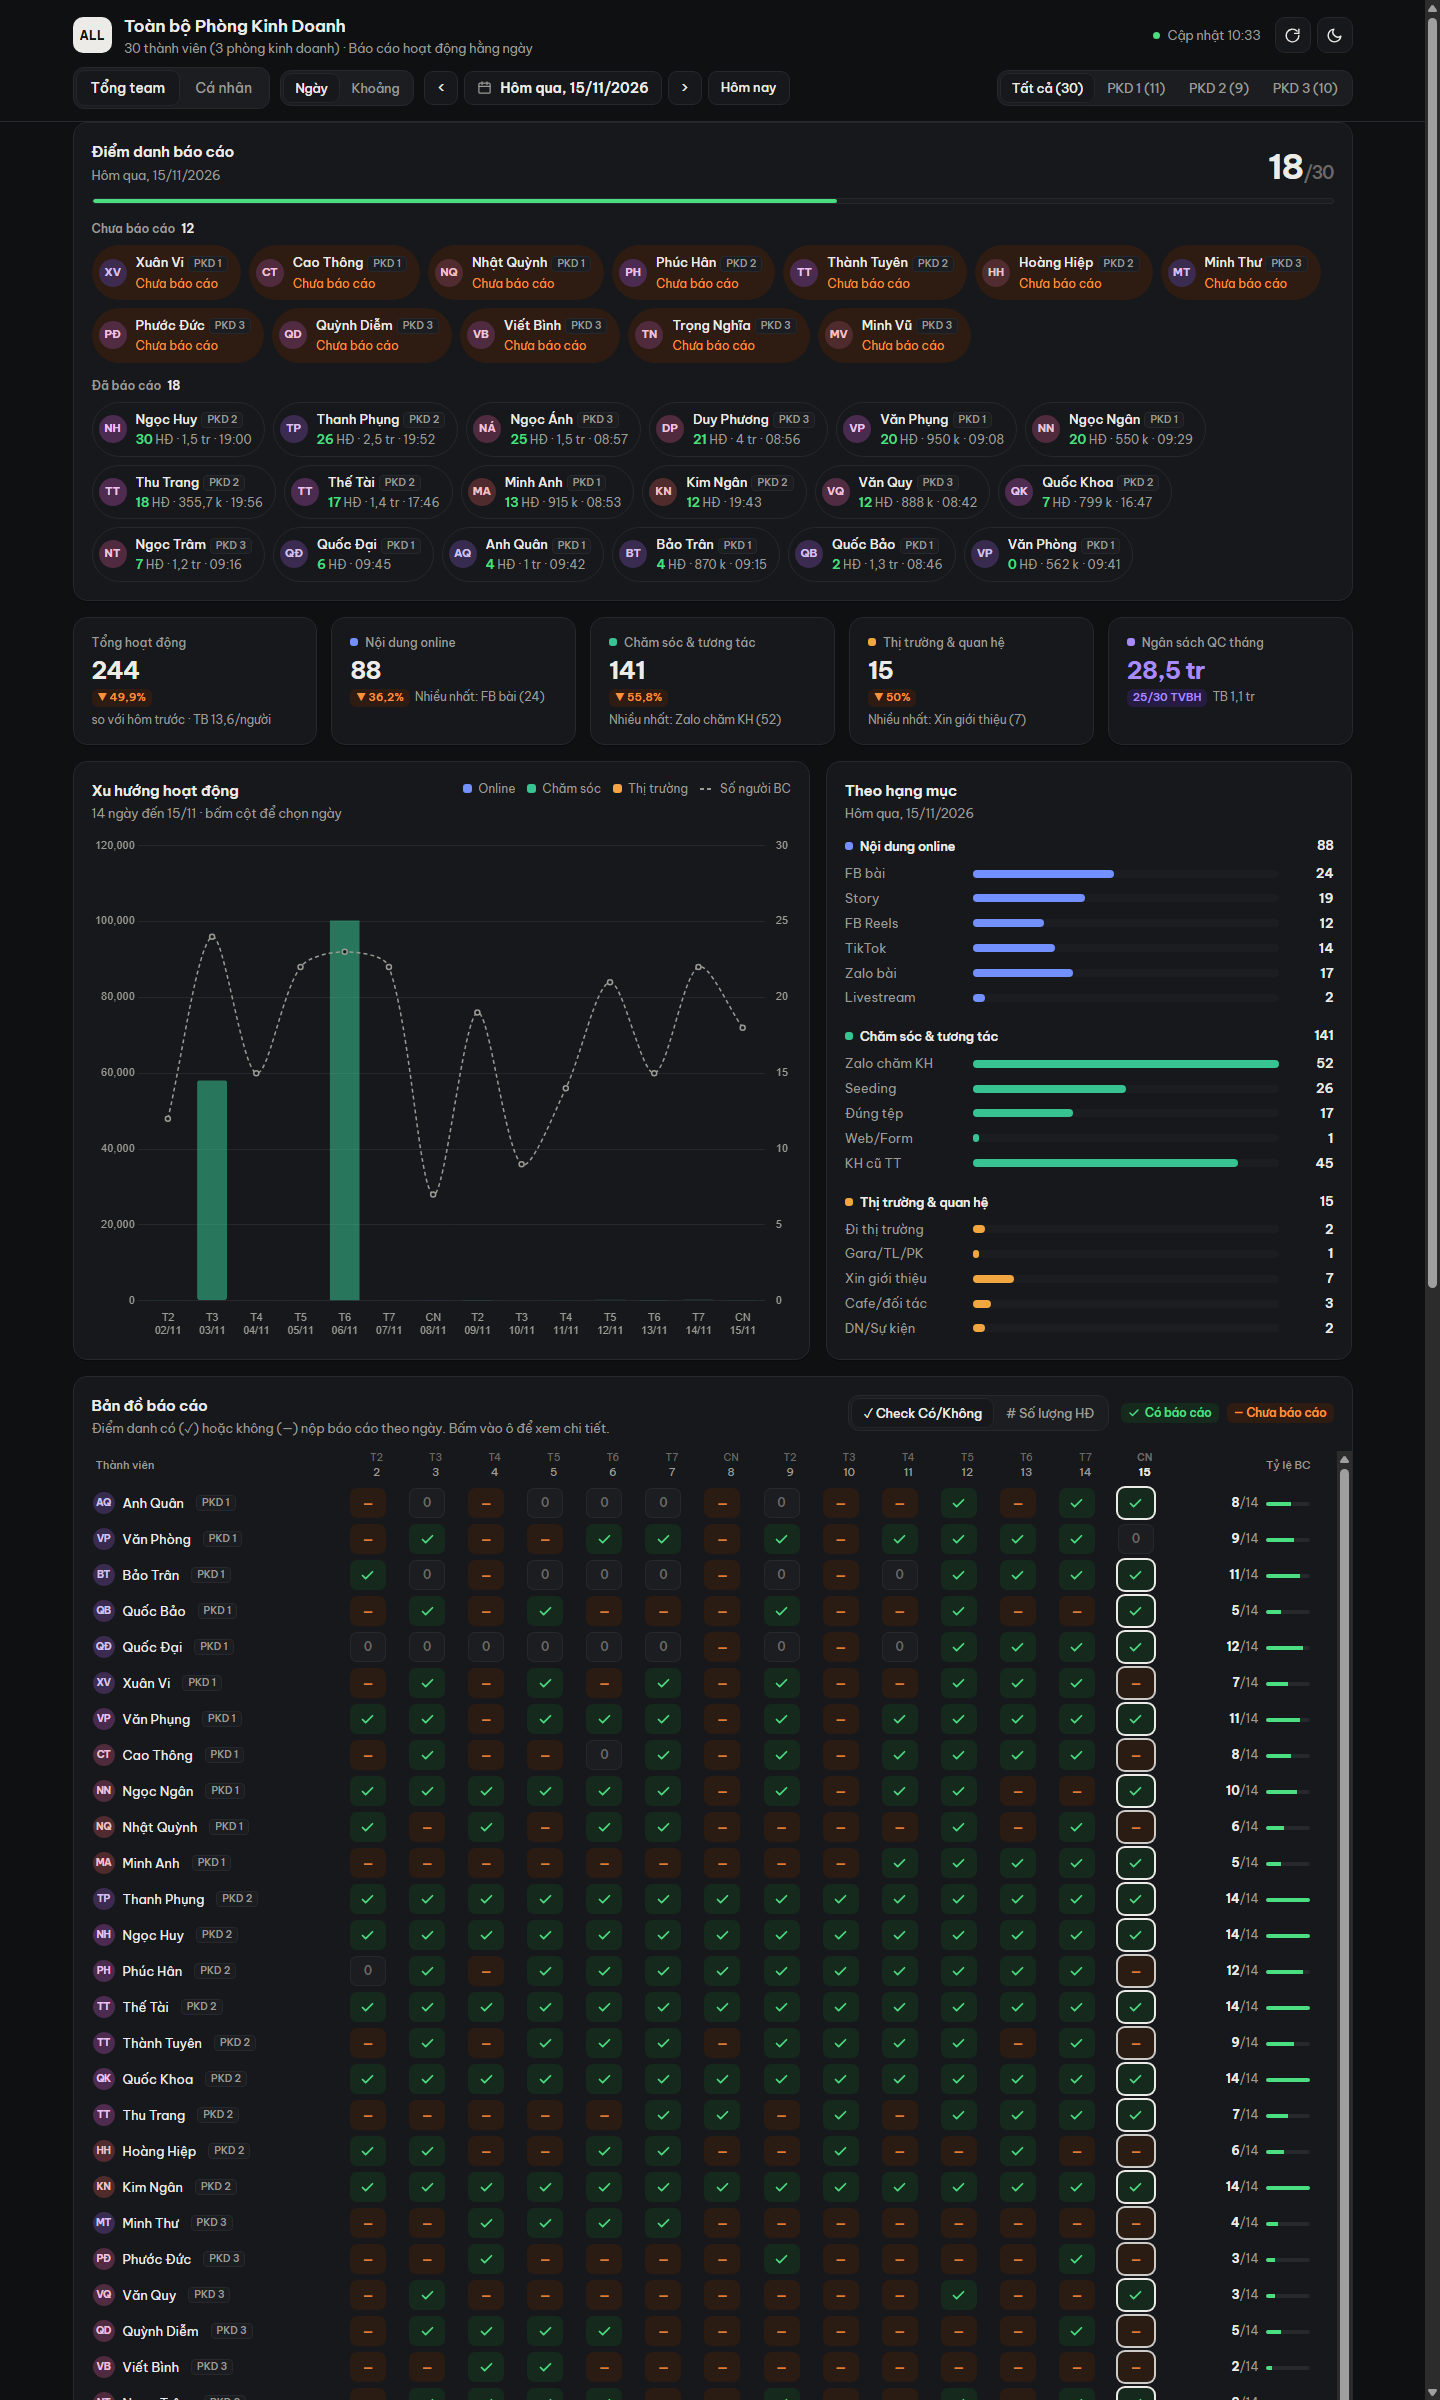 ALL
Toàn bộ Phòng Kinh Doanh
30 thành viên (3 phòng kinh doanh) · Báo cáo hoạt động hằng ngày
Cập nhật 10:33
Tổng team Cá nhân Ngày Khoảng ‹ Hôm qua, 15/11/2026 › Hôm nay
Tất cả (30) PKD 1 (11) PKD 2 (9) PKD 3 (10)
Điểm danh báo cáo
Hôm qua, 15/11/2026
18/30
Chưa báo cáo 12
XV Xuân Vi PKD 1 Chưa báo cáo
CT Cao Thông PKD 1 Chưa báo cáo
NQ Nhật Quỳnh PKD 1 Chưa báo cáo
PH Phúc Hân PKD 2 Chưa báo cáo
TT Thành Tuyên PKD 2 Chưa báo cáo
HH Hoàng Hiệp PKD 2 Chưa báo cáo
MT Minh Thư PKD 3 Chưa báo cáo
PĐ Phước Đức PKD 3 Chưa báo cáo
QD Quỳnh Diễm PKD 3 Chưa báo cáo
VB Viết Bình PKD 3 Chưa báo cáo
TN Trọng Nghĩa PKD 3 Chưa báo cáo
MV Minh Vũ PKD 3 Chưa báo cáo
Đã báo cáo 18
NH Ngọc Huy PKD 2 30 HĐ · 1,5 tr · 19:00
TP Thanh Phụng PKD 2 26 HĐ · 2,5 tr · 19:52
NÁ Ngọc Ánh PKD 3 25 HĐ · 1,5 tr · 08:57
DP Duy Phương PKD 3 21 HĐ · 4 tr · 08:56
VP Văn Phụng PKD 1 20 HĐ · 950 k · 09:08
NN Ngọc Ngân PKD 1 20 HĐ · 550 k · 09:29
TT Thu Trang PKD 2 18 HĐ · 355,7 k · 19:56
TT Thế Tài PKD 2 17 HĐ · 1,4 tr · 17:46
MA Minh Anh PKD 1 13 HĐ · 915 k · 08:53
KN Kim Ngân PKD 2 12 HĐ · 19:43
VQ Văn Quy PKD 3 12 HĐ · 888 k · 08:42
QK Quốc Khoa PKD 2 7 HĐ · 799 k · 16:47
NT Ngọc Trâm PKD 3 7 HĐ · 1,2 tr · 09:16
QĐ Quốc Đại PKD 1 6 HĐ · 09:45
AQ Anh Quân PKD 1 4 HĐ · 1 tr · 09:42
BT Bảo Trân PKD 1 4 HĐ · 870 k · 09:15
QB Quốc Bảo PKD 1 2 HĐ · 1,3 tr · 08:46
VP Văn Phòng PKD 1 0 HĐ · 562 k · 09:41
Tổng hoạt động
244
▼ 49,9%
so với hôm trước · TB 13,6/người
Nội dung online
88
▼ 36,2% Nhiều nhất: FB bài (24)
Chăm sóc & tương tác
141
▼ 55,8%
Nhiều nhất: Zalo chăm KH (52)
Thị trường & quan hệ
15
▼ 50%
Nhiều nhất: Xin giới thiệu (7)
Ngân sách QC tháng
28,5 tr
25/30 TVBH TB 1,1 tr
Xu hướng hoạt động
14 ngày đến 15/11 · bấm cột để chọn ngày
Online Chăm sóc Thị trường Số người BC
120,000 30
100,000 25
80,000 20
60,000 15
40,000 10
20,000 5
0 0
T2 T3 T4 T5 T6 T7 CN T2 T3 T4 T5 T6 T7 CN
02/11 03/11 04/11 05/11 06/11 07/11 08/11 09/11 10/11 11/11 12/11 13/11 14/11 15/11
Theo hạng mục
Hôm qua, 15/11/2026
Nội dung online 88
FB bài 24
Story 19
FB Reels 12
TikTok 14
Zalo bài 17
Livestream 2
Chăm sóc & tương tác 141
Zalo chăm KH 52
Seeding 26
Đúng tệp 17
Web/Form 1
KH cũ TT 45
Thị trường & quan hệ 15
Đi thị trường 2
Gara/TL/PK 1
Xin giới thiệu 7
Cafe/đối tác 3
DN/Sự kiện 2
Bản đồ báo cáo
Điểm danh có (✓) hoặc không (—) nộp báo cáo theo ngày. Bấm vào ô để xem chi tiết.
✓ Check Có/Không # Số lượng HĐ ✓ Có báo cáo – Chưa báo cáo
T2 T3 T4 T5 T6 T7 CN T2 T3 T4 T5 T6 T7 CN
Thành viên 2 3 4 5 6 7 8 9 10 11 12 13 14 15 Tỷ lệ BC
AQ Anh Quân PKD 1 – 0 – 0 0 0 – 0 – – ✓ – ✓ ✓ 8/14
VP Văn Phòng PKD 1 – ✓ – – ✓ ✓ – ✓ – ✓ ✓ ✓ ✓ 0 9/14
BT Bảo Trân PKD 1 ✓ 0 – 0 0 0 – 0 – 0 ✓ ✓ ✓ ✓ 11/14
QB Quốc Bảo PKD 1 – ✓ – ✓ – – – ✓ – – ✓ – – ✓ 5/14
QĐ Quốc Đại PKD 1 0 0 0 0 0 0 – 0 – 0 ✓ ✓ ✓ ✓ 12/14
XV Xuân Vi PKD 1 – ✓ – ✓ – ✓ – ✓ – – ✓ ✓ ✓ – 7/14
VP Văn Phụng PKD 1 ✓ ✓ – ✓ ✓ ✓ – ✓ – ✓ ✓ ✓ ✓ ✓ 11/14
CT Cao Thông PKD 1 – ✓ – – 0 ✓ – ✓ – ✓ ✓ ✓ ✓ – 8/14
NN Ngọc Ngân PKD 1 ✓ ✓ ✓ ✓ ✓ ✓ – ✓ – ✓ ✓ – – ✓ 10/14
NQ Nhật Quỳnh PKD 1 ✓ – ✓ – ✓ ✓ – – – – ✓ – ✓ – 6/14
MA Minh Anh PKD 1 – – – – – – – – – ✓ ✓ ✓ ✓ ✓ 5/14
TP Thanh Phụng PKD 2 ✓ ✓ ✓ ✓ ✓ ✓ ✓ ✓ ✓ ✓ ✓ ✓ ✓ ✓ 14/14
NH Ngọc Huy PKD 2 ✓ ✓ ✓ ✓ ✓ ✓ ✓ ✓ ✓ ✓ ✓ ✓ ✓ ✓ 14/14
PH Phúc Hân PKD 2 0 ✓ – ✓ ✓ ✓ ✓ ✓ ✓ ✓ ✓ ✓ ✓ – 12/14
TT Thế Tài PKD 2 ✓ ✓ ✓ ✓ ✓ ✓ ✓ ✓ ✓ ✓ ✓ ✓ ✓ ✓ 14/14
TT Thành Tuyên PKD 2 – ✓ – ✓ ✓ ✓ – ✓ ✓ ✓ ✓ – ✓ – 9/14
QK Quốc Khoa PKD 2 ✓ ✓ ✓ ✓ ✓ ✓ ✓ ✓ ✓ ✓ ✓ ✓ ✓ ✓ 14/14
TT Thu Trang PKD 2 – – – – – ✓ ✓ – ✓ – ✓ ✓ ✓ ✓ 7/14
HH Hoàng Hiệp PKD 2 ✓ ✓ – – ✓ ✓ – – ✓ – – ✓ – – 6/14
KN Kim Ngân PKD 2 ✓ ✓ ✓ ✓ ✓ ✓ ✓ ✓ ✓ ✓ ✓ ✓ ✓ ✓ 14/14
MT Minh Thư PKD 3 – – ✓ ✓ ✓ ✓ – – – – – – – – 4/14
PĐ Phước Đức PKD 3 – – ✓ – – – – ✓ – – – – ✓ – 3/14
VQ Văn Quy PKD 3 – ✓ – – – – – – – – ✓ – – ✓ 3/14
QD Quỳnh Diễm PKD 3 – ✓ ✓ ✓ ✓ – – – – – – – ✓ – 5/14
VB Viết Bình PKD 3 – – ✓ ✓ – – – – – – – – – – 2/14